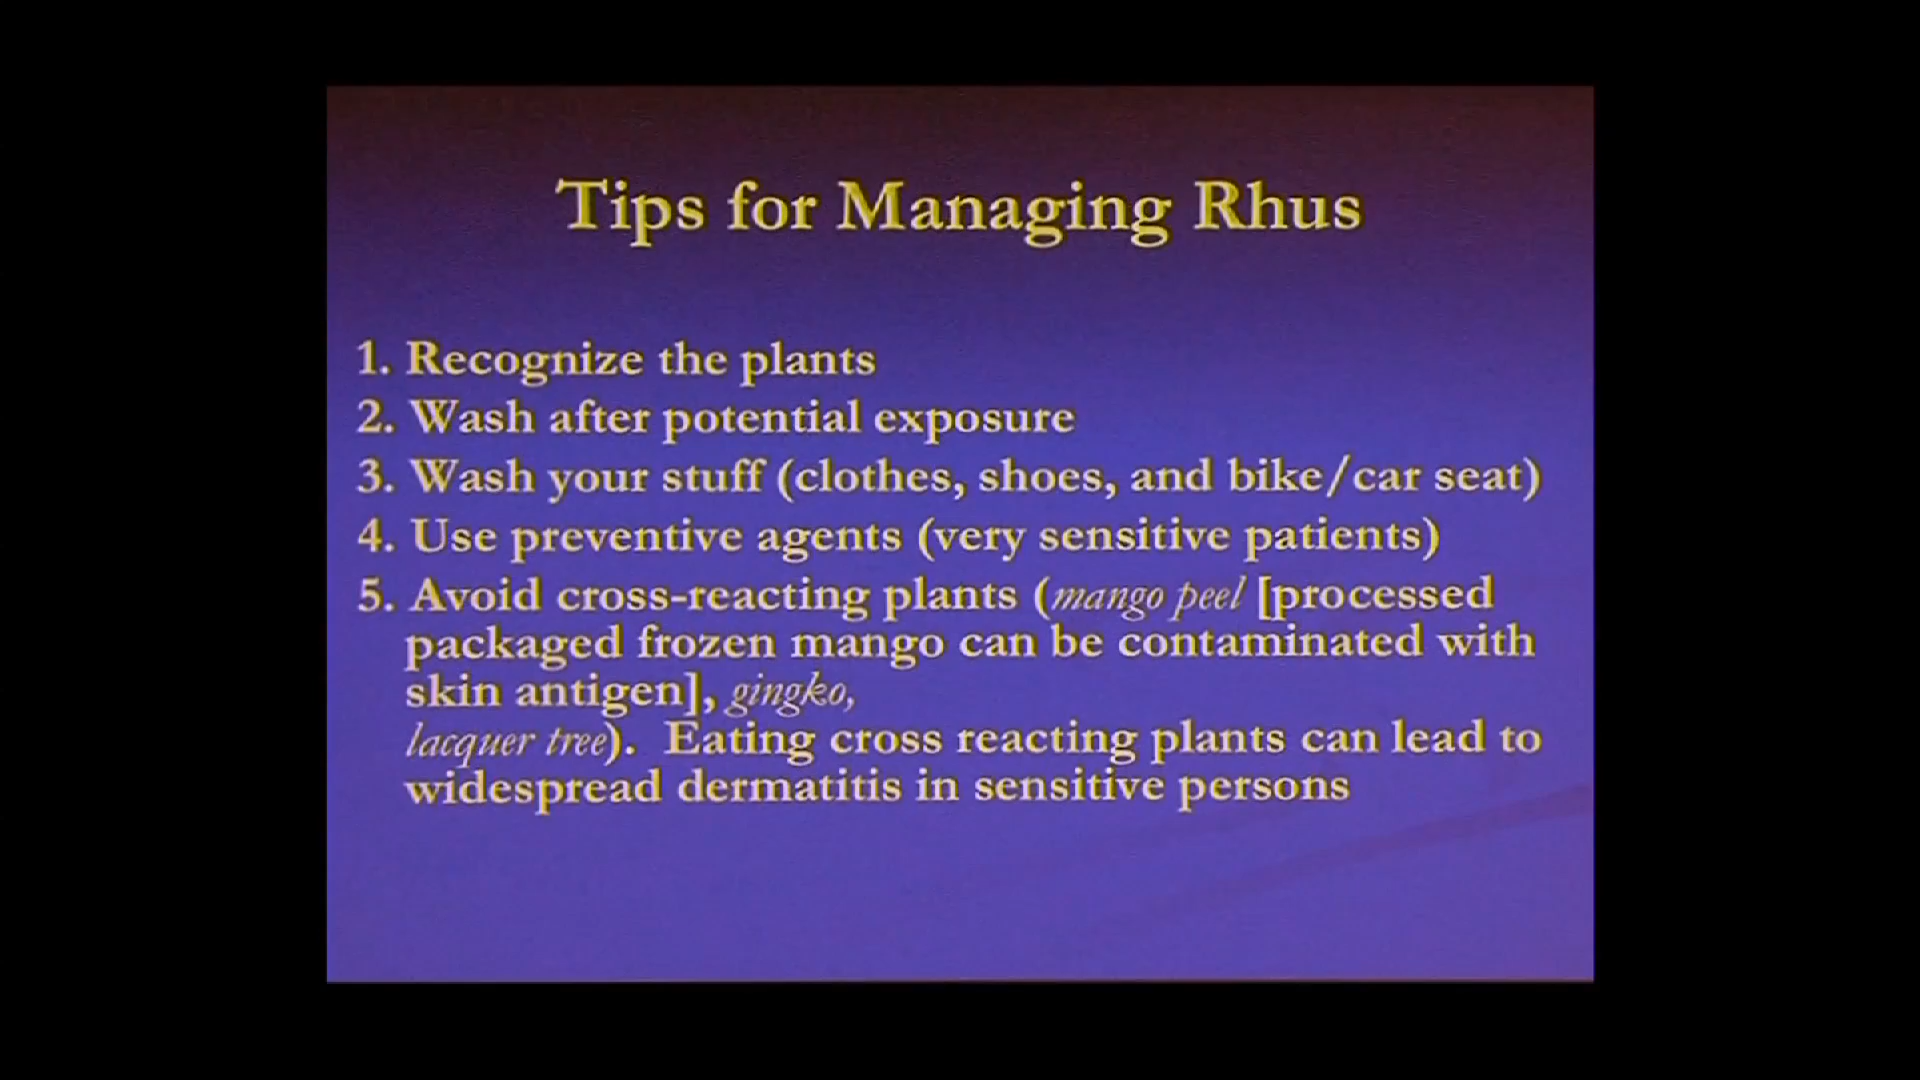 Tips for Managing Rhus
1. Recognize the plants
2. Wash after potential exposure
3. Wash your stuff (clothes, shoes, and bike/car seat)
4. Use preventive agents (very sensitive patients)
5. Avoid cross-reacting plants (mango peel [processed
packaged frozen mango can be contaminated with
skin antigen], gingko,
lacquer tree). Eating cross reacting plants can lead to
widespread dermatitis in sensitive persons